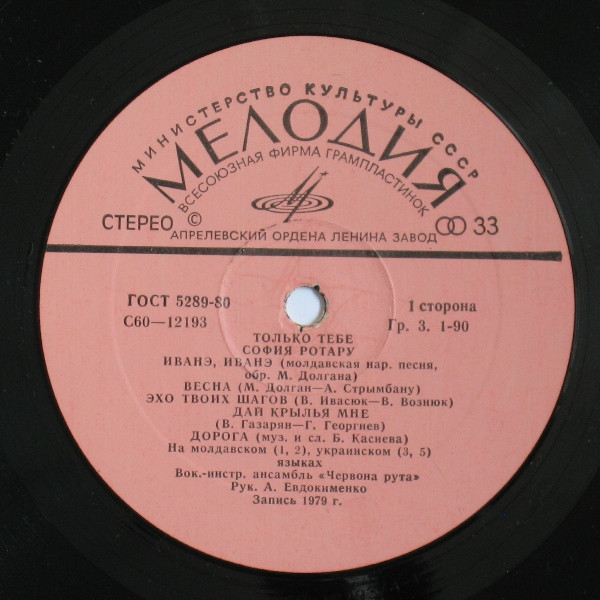 МИНИСТЕРСТВО КУЛЬТУРЫ СССР
МЕЛОДИЯ
ВСЕСОЮЗНАЯ ФИРМА ГРАМПЛАСТИНОК
СТЕРЕО © 33
АПРЕЛЕВСКИЙ ОРДЕНА ЛЕНИНА ЗАВОД
ГОСТ 5289-80 1 сторона
С60—12193 Гр. 3. 1-90
ТОЛЬКО ТЕБЕ
СОФИЯ РОТАРУ
ИВАНЭ, ИВАНЭ (молдавская нар. песня,
обр. М. Долгана)
ВЕСНА (М. Долган—А. Стрымбану)
ЭХО ТВОИХ ШАГОВ (В. Ивасюк—В. Вознюк)
ДАЙ КРЫЛЬЯ МНЕ
(В. Газарян—Г. Георгиев)
ДОРОГА (муз. и сл. Б. Каснева)
На молдавском (1, 2), украинском (3, 5)
языках
Вок.-инстр. ансамбль «Червона рута»
Рук. А. Евдокименко
Запись 1979 г.